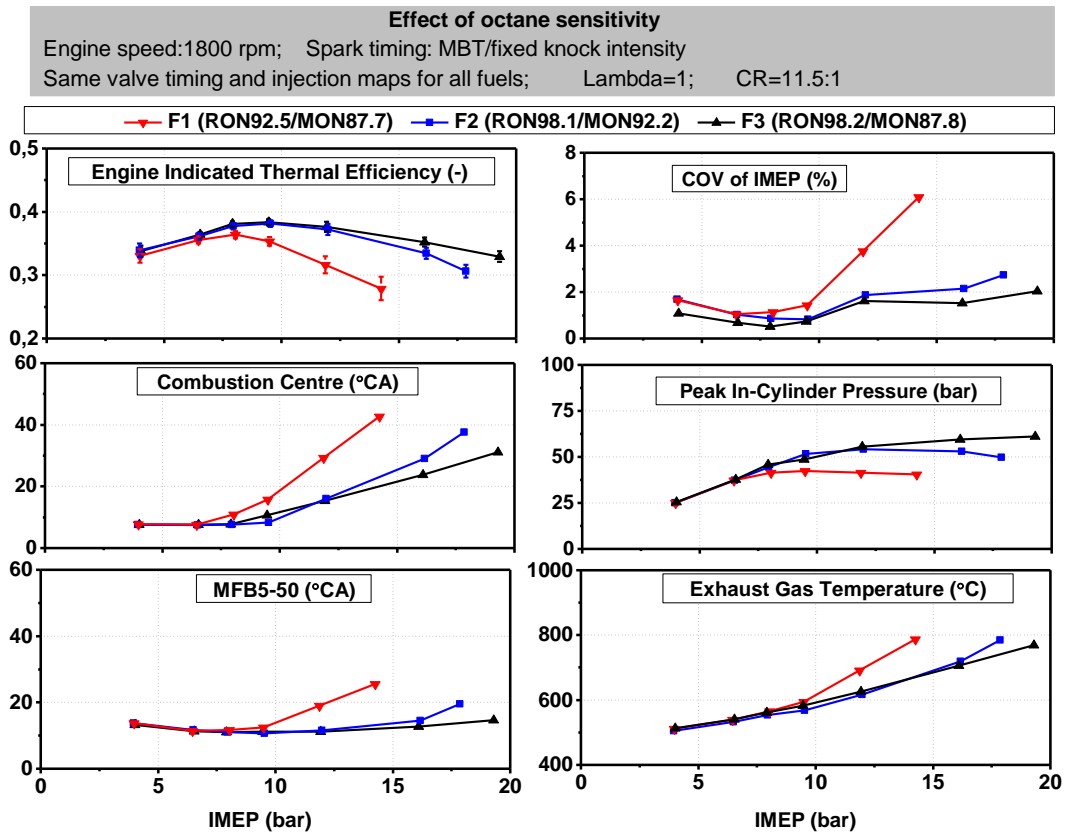 Effect of octane sensitivity
Engine speed:1800 rpm; Spark timing: MBT/fixed knock intensity
Same valve timing and injection maps for all fuels; Lambda=1; CR=11.5:1
F1 (RON92.5/MON87.7) F2 (RON98.1/MON92.2) F3 (RON98.2/MON87.8)
Engine Indicated Thermal Efficiency (-)
0,5
0,4
0,3
0,2
COV of IMEP (%)
8
6
4
2
0
Combustion Centre (°CA)
60
40
20
0
Peak In-Cylinder Pressure (bar)
100
75
50
25
0
MFB5-50 (°CA)
60
40
20
0
0 5 10 15 20
IMEP (bar)
Exhaust Gas Temperature (°C)
1000
800
600
400
5 10 15 20
IMEP (bar)